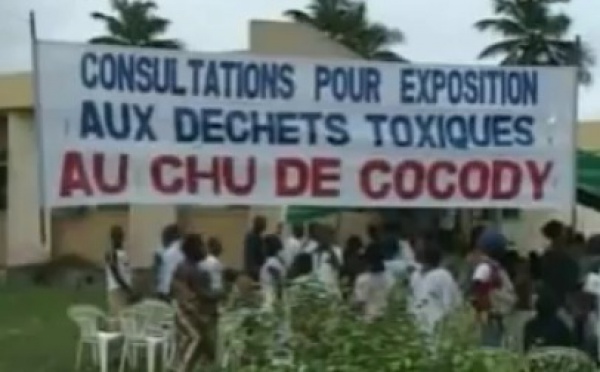 CONSULTATIONS POUR EXPOSITION
AUX DECHETS TOXIQUES
AU CHU DE COCODY